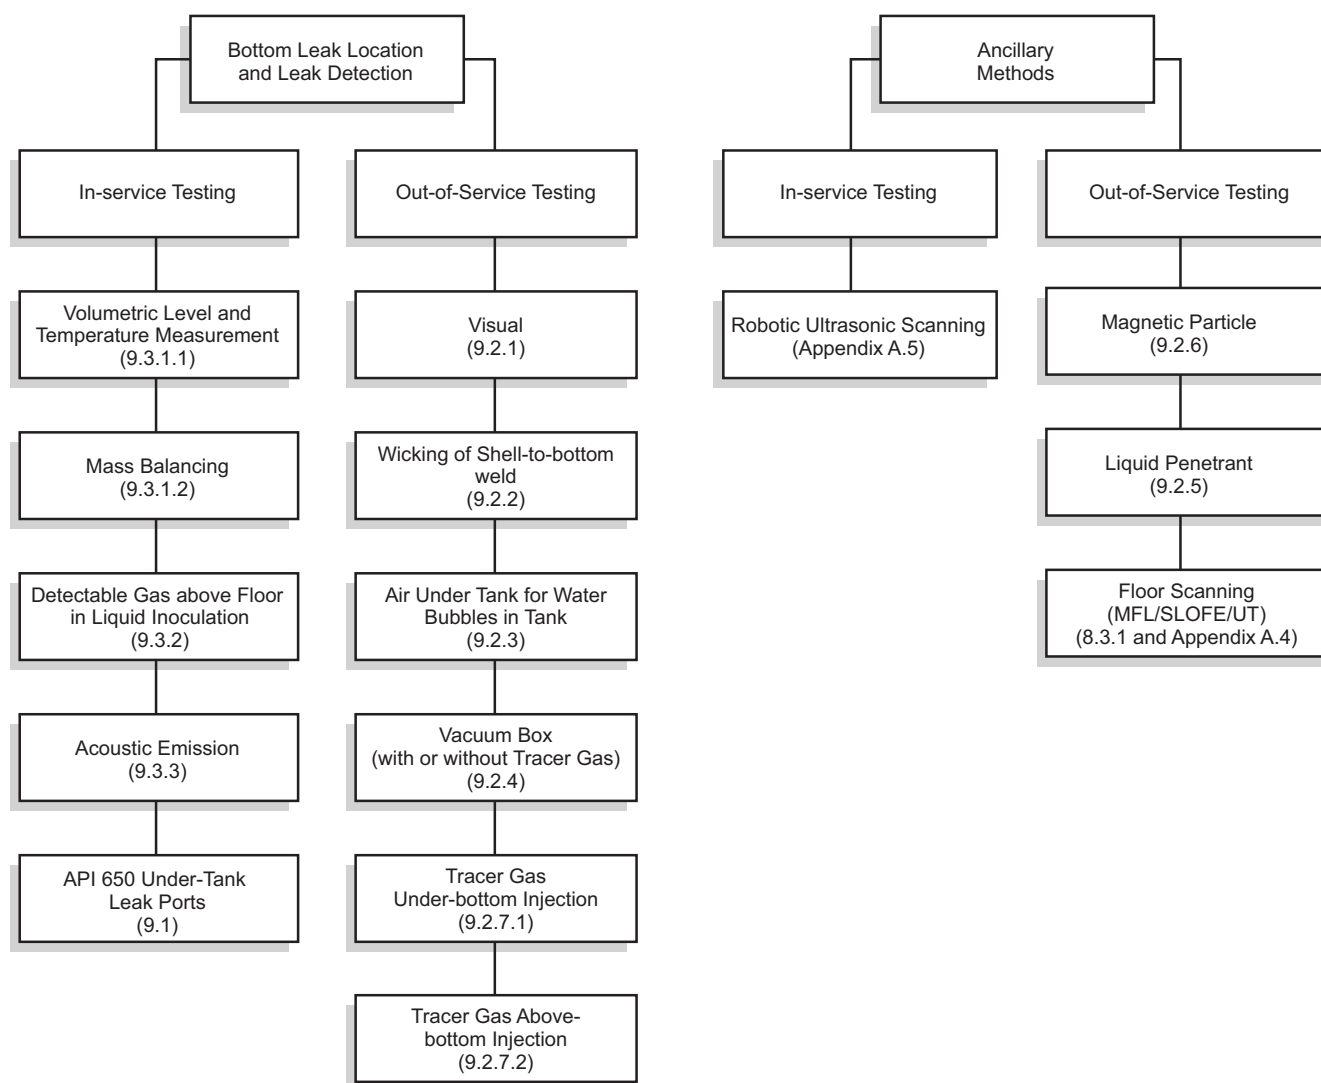 Bottom Leak Location
and Leak Detection
In-service Testing
Volumetric Level and
Temperature Measurement
(9.3.1.1)
Mass Balancing
(9.3.1.2)
Detectable Gas above Floor
in Liquid Inoculation
(9.3.2)
Acoustic Emission
(9.3.3)
API 650 Under-Tank
Leak Ports
(9.1)
Out-of-Service Testing
Visual
(9.2.1)
Wicking of Shell-to-bottom
weld
(9.2.2)
Air Under Tank for Water
Bubbles in Tank
(9.2.3)
Vacuum Box
(with or without Tracer Gas)
(9.2.4)
Tracer Gas
Under-bottom Injection
(9.2.7.1)
Tracer Gas Above-
bottom Injection
(9.2.7.2)
Ancillary
Methods
In-service Testing
Robotic Ultrasonic Scanning
(Appendix A.5)
Out-of-Service Testing
Magnetic Particle
(9.2.6)
Liquid Penetrant
(9.2.5)
Floor Scanning
(MFL/SLOFE/UT)
(8.3.1 and Appendix A.4)